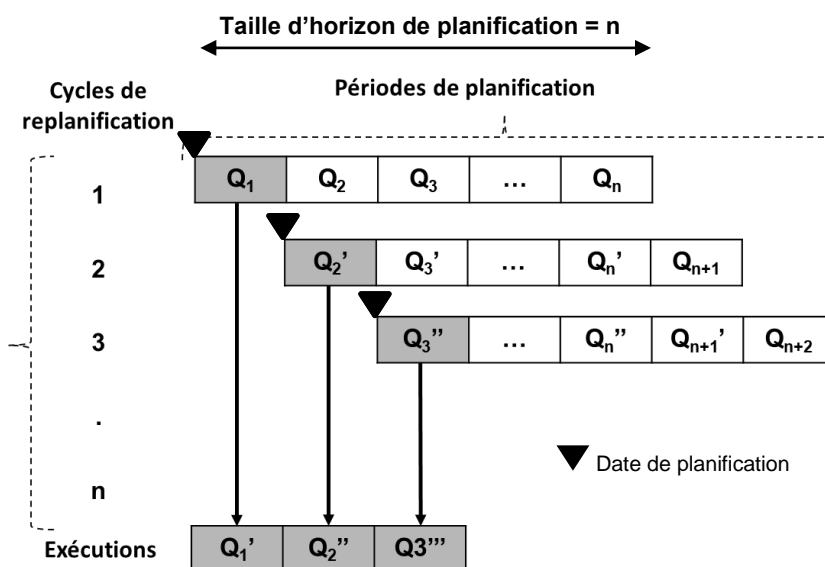 Taille d’horizon de planification = n
Cycles de replanification
Périodes de planification
1 Q1 Q2 Q3 … Qn
2 Q2’ Q3’ … Qn’ Qn+1
3 Q3’’ … Qn’’ Qn+1’ Qn+2
.
Date de planification
n
Exécutions Q1’ Q2’’ Q3’’’